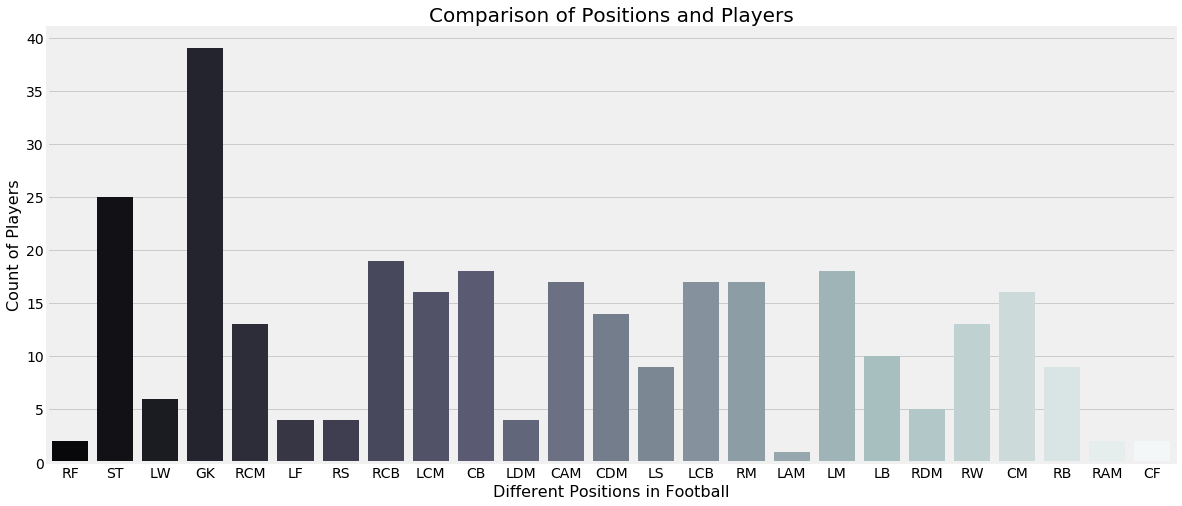 Comparison of Positions and Players
Count of Players
40
35
30
25
20
15
10
5
0
RF ST LW GK RCM LF RS RCB LCM CB LDM CAM CDM LS LCB RM LAM LM LB RDM RW CM RB RAM CF
Different Positions in Football